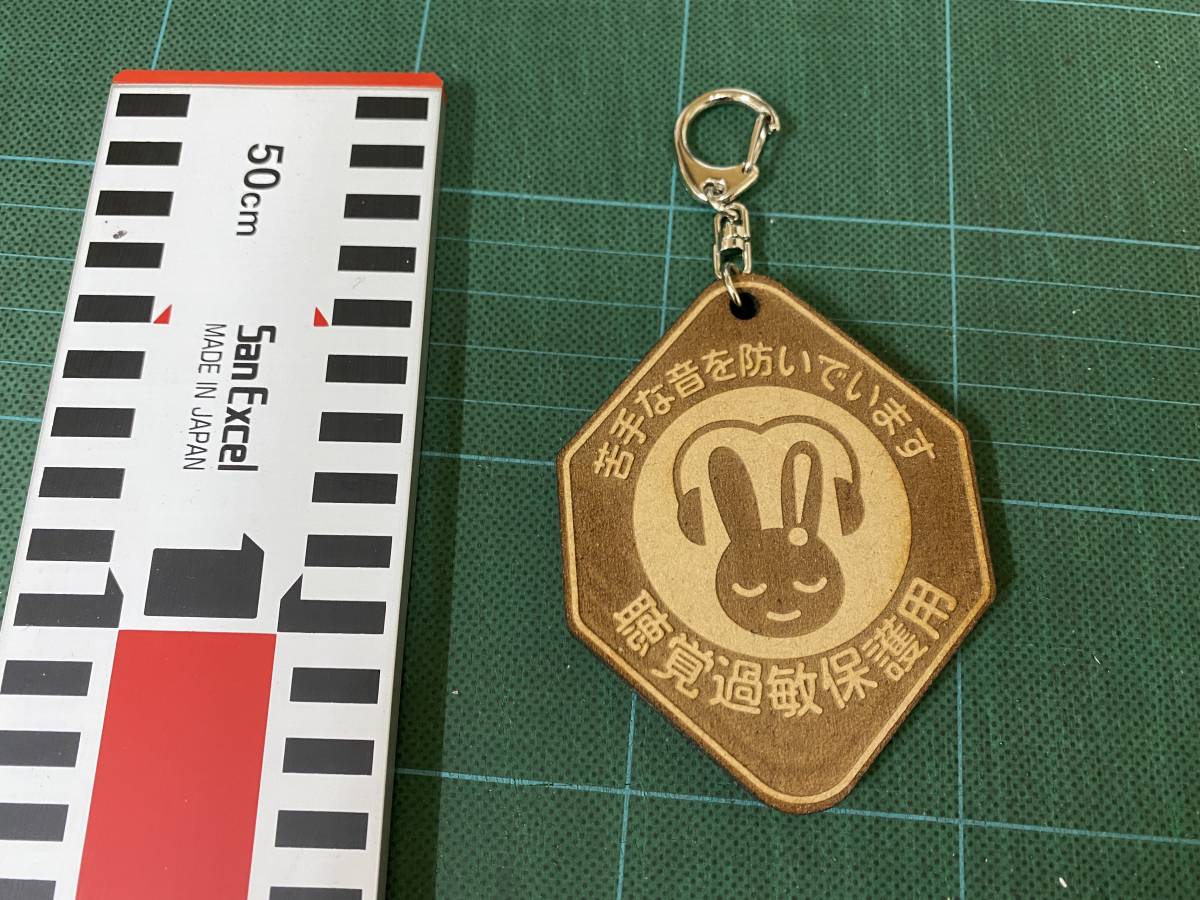 50cm
San Excel
MADE IN JAPAN
1
苦手な音を防いでいます
聴覚過敏保護用